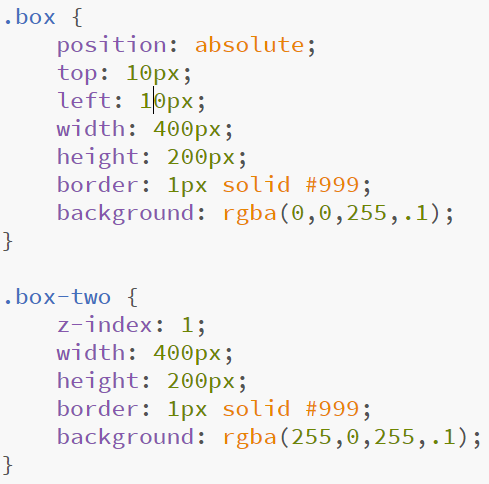 .box {
    position: absolute;
    top: 10px;
    left: 10px;
    width: 400px;
    height: 200px;
    border: 1px solid #999;
    background: rgba(0,0,255,.1);
}

.box-two {
    z-index: 1;
    width: 400px;
    height: 200px;
    border: 1px solid #999;
    background: rgba(255,0,255,.1);
}